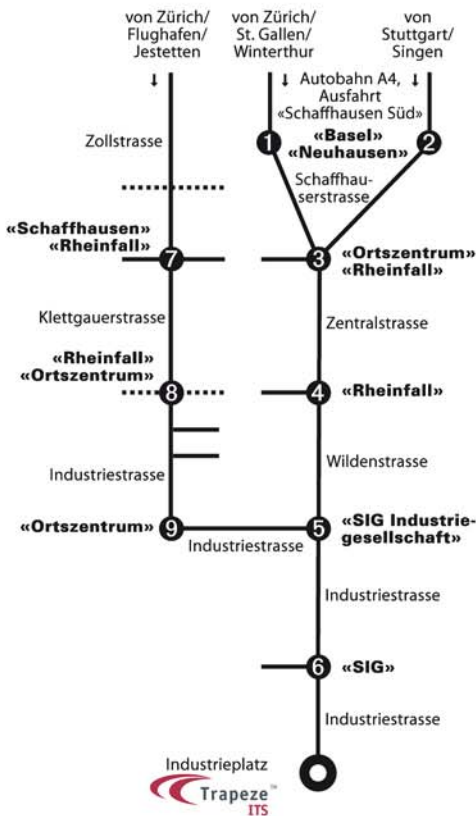 von Zürich/
Flughafen/
Jestetten
von Zürich/
St. Gallen/
Winterthur
von
Stuttgart/
Singen
Autobahn A4,
Ausfahrt
«Schaffhausen Süd»
Zollstrasse
1
«Basel»
«Neuhausen»
2
Schaffhau-
serstrasse
«Schaffhausen»
«Rheinfall»
7
3
«Ortszentrum»
«Rheinfall»
Klettgauerstrasse
Zentralstrasse
«Rheinfall»
«Ortszentrum»
8
4
«Rheinfall»
Industriestrasse
Wildenstrasse
«Ortszentrum»
9
5
«SIG Industrie-
gesellschaft»
Industriestrasse
Industriestrasse
6
«SIG»
Industriestrasse
Industrieplatz
Trapeze™
ITS